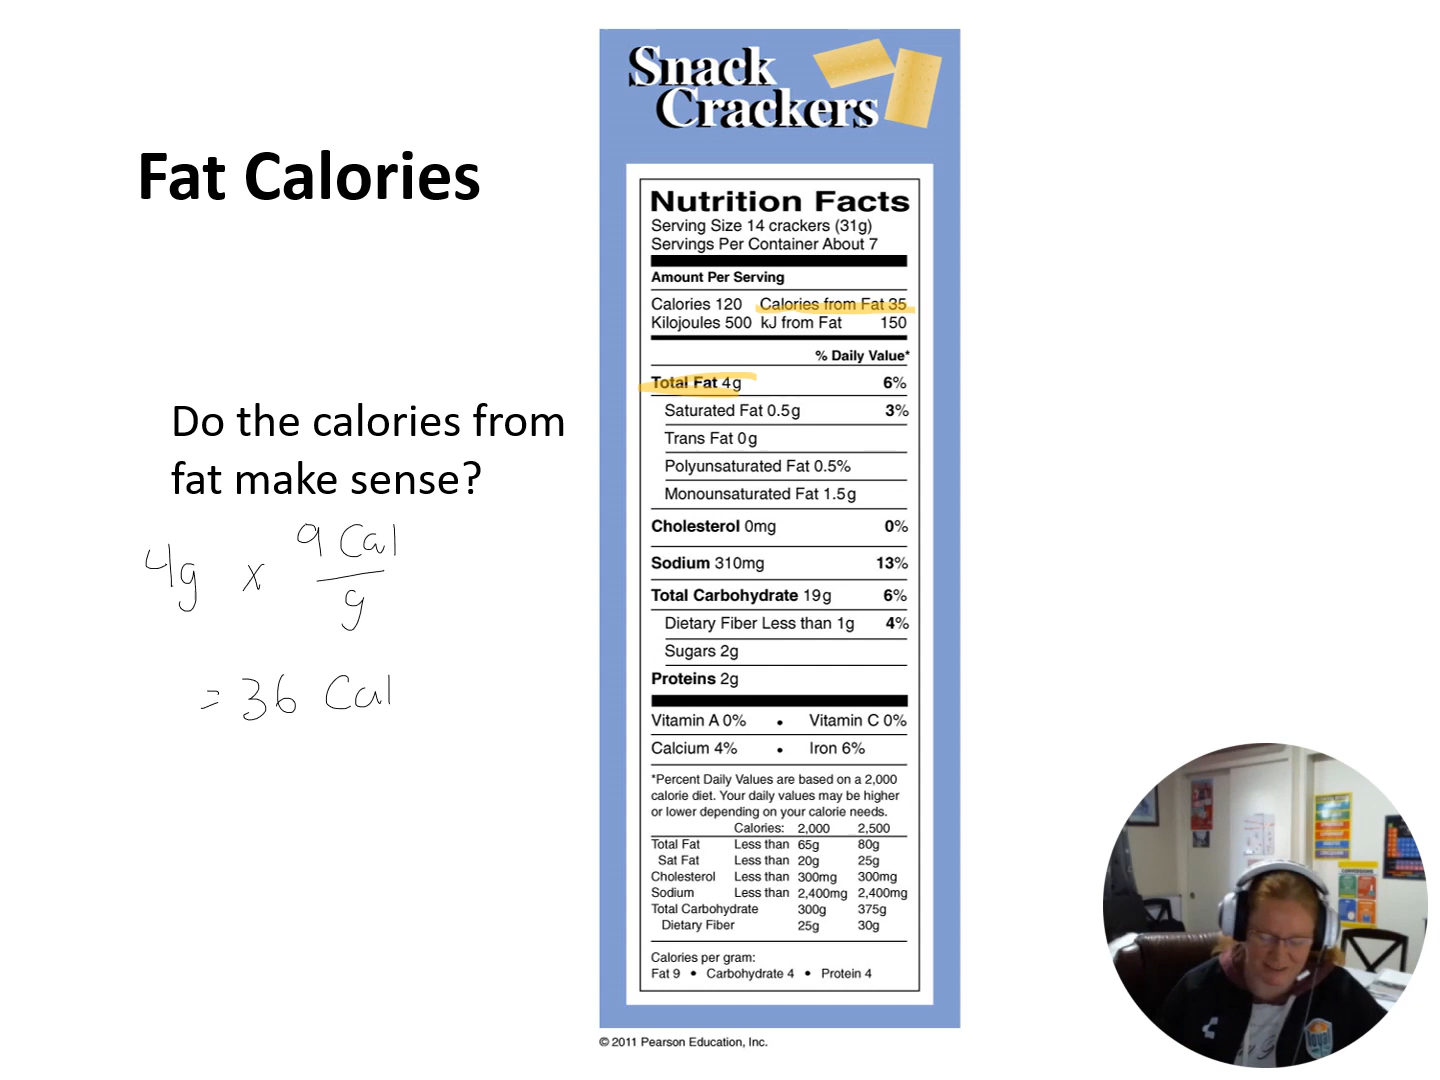 Fat Calories
Do the calories from
fat make sense?
4g x 9 Cal
g
= 36 Cal
Snack
Crackers
Nutrition Facts
Serving Size 14 crackers (31g)
Servings Per Container About 7
Amount Per Serving
Calories 120 Calories from Fat 35
Kilojoules 500 kJ from Fat 150
% Daily Value*
Total Fat 4g 6%
Saturated Fat 0.5g 3%
Trans Fat 0g
Polyunsaturated Fat 0.5%
Monounsaturated Fat 1.5g
Cholesterol 0mg 0%
Sodium 310mg 13%
Total Carbohydrate 19g 6%
Dietary Fiber Less than 1g 4%
Sugars 2g
Proteins 2g
Vitamin A 0% • Vitamin C 0%
Calcium 4% • Iron 6%
*Percent Daily Values are based on a 2,000
calorie diet. Your daily values may be higher
or lower depending on your calorie needs.
Calories: 2,000 2,500
Total Fat Less than 65g 80g
Sat Fat Less than 20g 25g
Cholesterol Less than 300mg 300mg
Sodium Less than 2,400mg 2,400mg
Total Carbohydrate 300g 375g
Dietary Fiber 25g 30g
Calories per gram:
Fat 9 • Carbohydrate 4 • Protein 4
© 2011 Pearson Education, Inc.